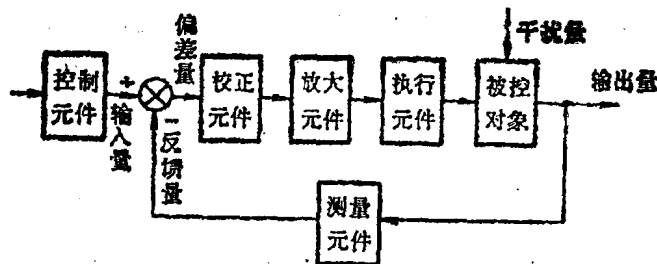 干扰量
偏差量
控制
元件
+
输入量
校正
元件
放大
元件
执行
元件
被控
对象
输出量
-
反馈量
测量
元件